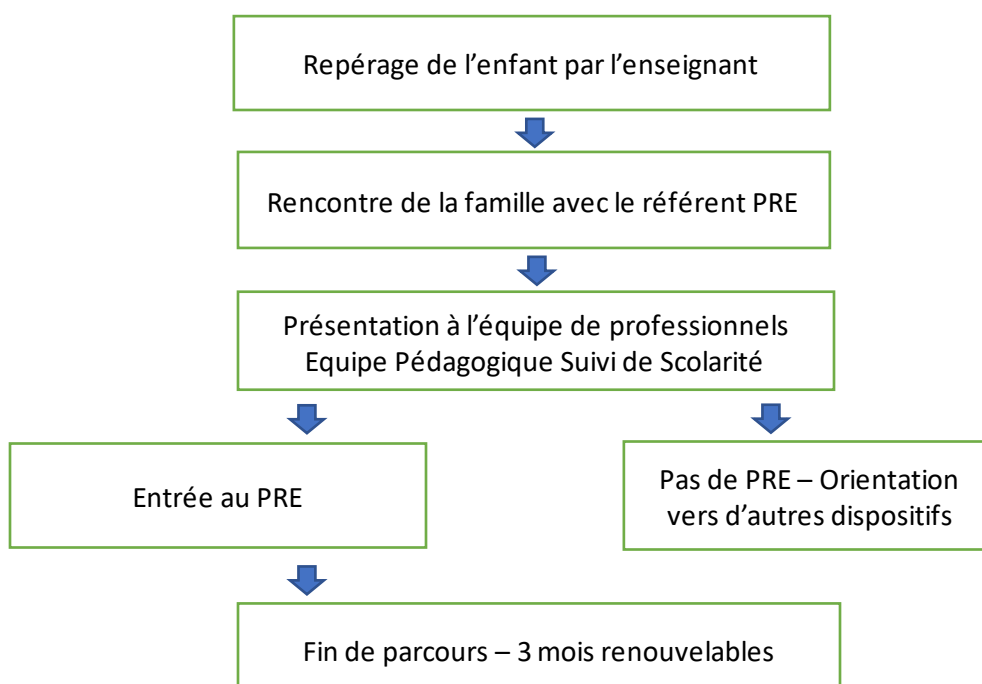 Repérage de l’enfant par l’enseignant
Rencontre de la famille avec le référent PRE
Présentation à l’équipe de professionnels
Equipe Pédagogique Suivi de Scolarité
Entrée au PRE
Pas de PRE – Orientation
vers d’autres dispositifs
Fin de parcours – 3 mois renouvelables